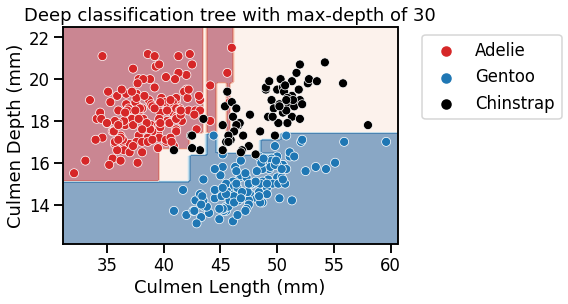 Deep classification tree with max-depth of 30
Culmen Depth (mm)
22
20
18
16
14
35
40
45
50
55
60
Culmen Length (mm)
Adelie
Gentoo
Chinstrap